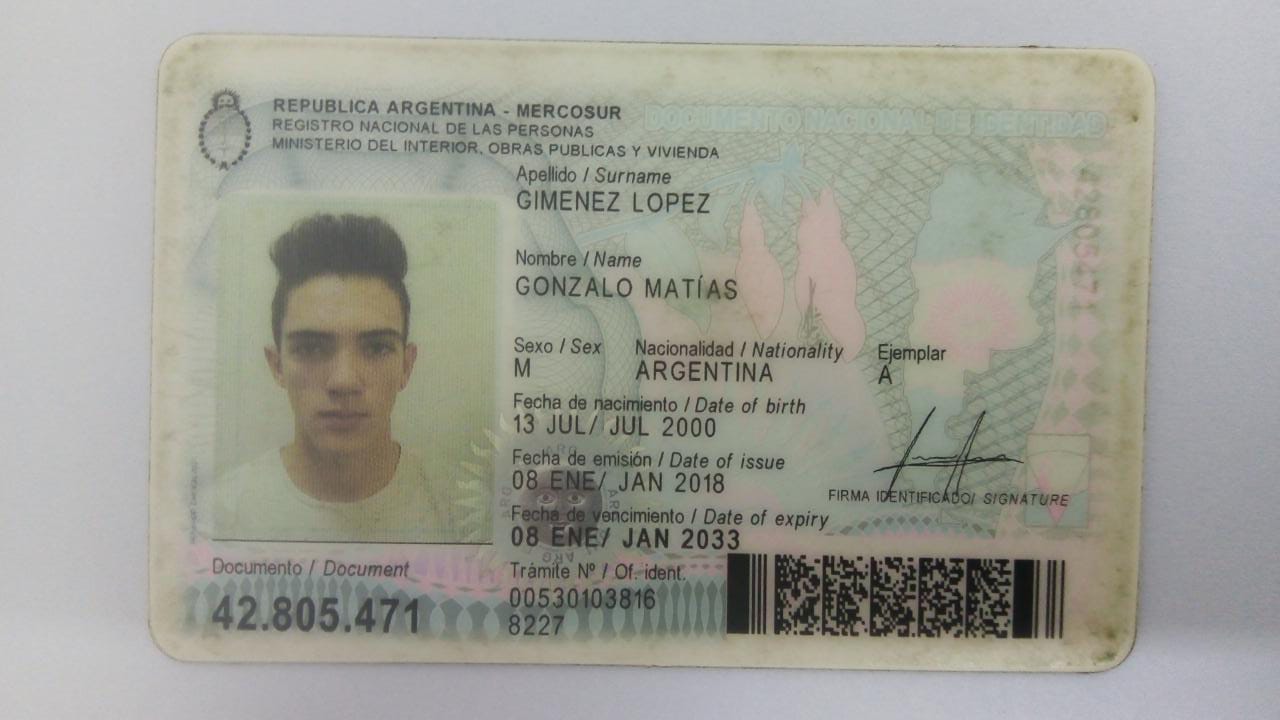 REPUBLICA ARGENTINA - MERCOSUR
REGISTRO NACIONAL DE LAS PERSONAS
MINISTERIO DEL INTERIOR, OBRAS PUBLICAS Y VIVIENDA
DOCUMENTO NACIONAL DE IDENTIDAD
Apellido / Surname
GIMENEZ LOPEZ
Nombre / Name
GONZALO MATÍAS
Sexo / Sex Nacionalidad / Nationality Ejemplar
M ARGENTINA A
Fecha de nacimiento / Date of birth
13 JUL/ JUL 2000
Fecha de emisión / Date of issue
08 ENE/ JAN 2018
FIRMA IDENTIFICADO/ SIGNATURE
Fecha de vencimiento / Date of expiry
08 ENE/ JAN 2033
Documento / Document
42.805.471
Trámite Nº / Of. ident.
00530103816
8227
42805471
ARG
ARG
ARG
ARG